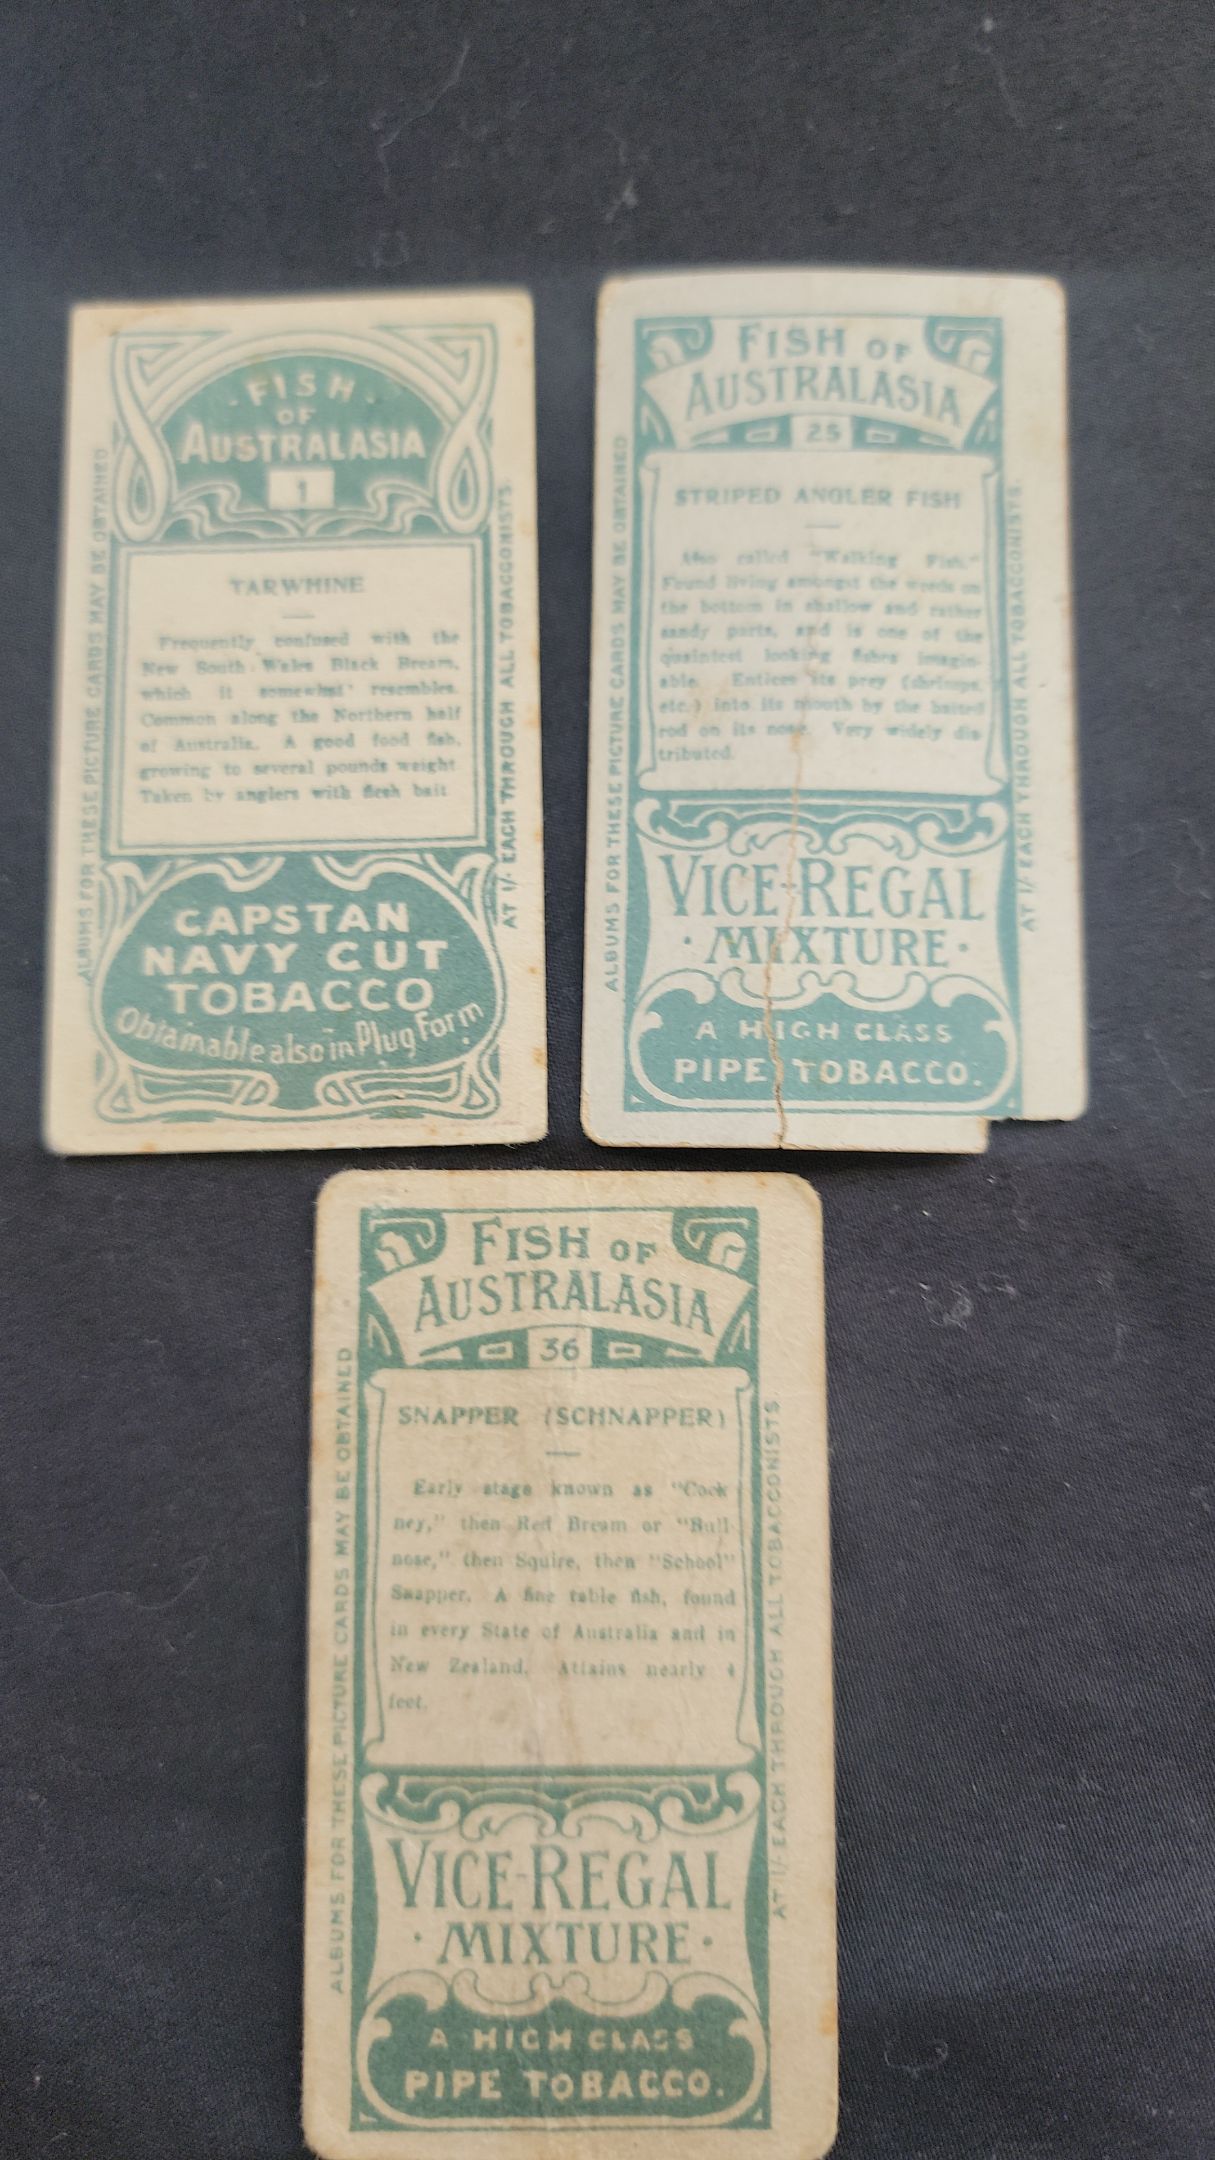 FISH
OF
AUSTRALASIA
1
TARWHINE
Frequently confused with the
New South Wales Black Bream,
which it somewhat resembles.
Common along the Northern half
of Australia. A good food fish,
growing to several pounds weight
Taken by anglers with flesh bait
CAPSTAN
NAVY CUT
TOBACCO
Obtainable also in Plug Form.
ALBUMS FOR THESE PICTURE CARDS MAY BE OBTAINED
AT 1/- EACH THROUGH ALL TOBACCONISTS.
FISH OF
AUSTRALASIA
25
STRIPED ANGLER FISH
Also called "Walking Fish."
Found living amongst the weeds on
the bottom in shallow and rather
sandy parts, and is one of the
quaintest looking fishes imagin-
able. Entices its prey (shrimps,
etc.) into its mouth by the baited
rod on its nose. Very widely dis
tributed.
VICE-REGAL
· MIXTURE ·
A HIGH CLASS
PIPE TOBACCO.
ALBUMS FOR THESE PICTURE CARDS MAY BE OBTAINED
AT 1/- EACH THROUGH ALL TOBACCONISTS.
FISH OF
AUSTRALASIA
36
SNAPPER (SCHNAPPER)
Early stage known as "Cock
ney," then Red Bream or "Bull
nose," then Squire, then "School"
Snapper. A fine table fish, found
in every State of Australia and in
New Zealand. Attains nearly 4
feet.
VICE-REGAL
· MIXTURE ·
A HIGH CLASS
PIPE TOBACCO.
ALBUMS FOR THESE PICTURE CARDS MAY BE OBTAINED
AT 1/- EACH THROUGH ALL TOBACCONISTS.